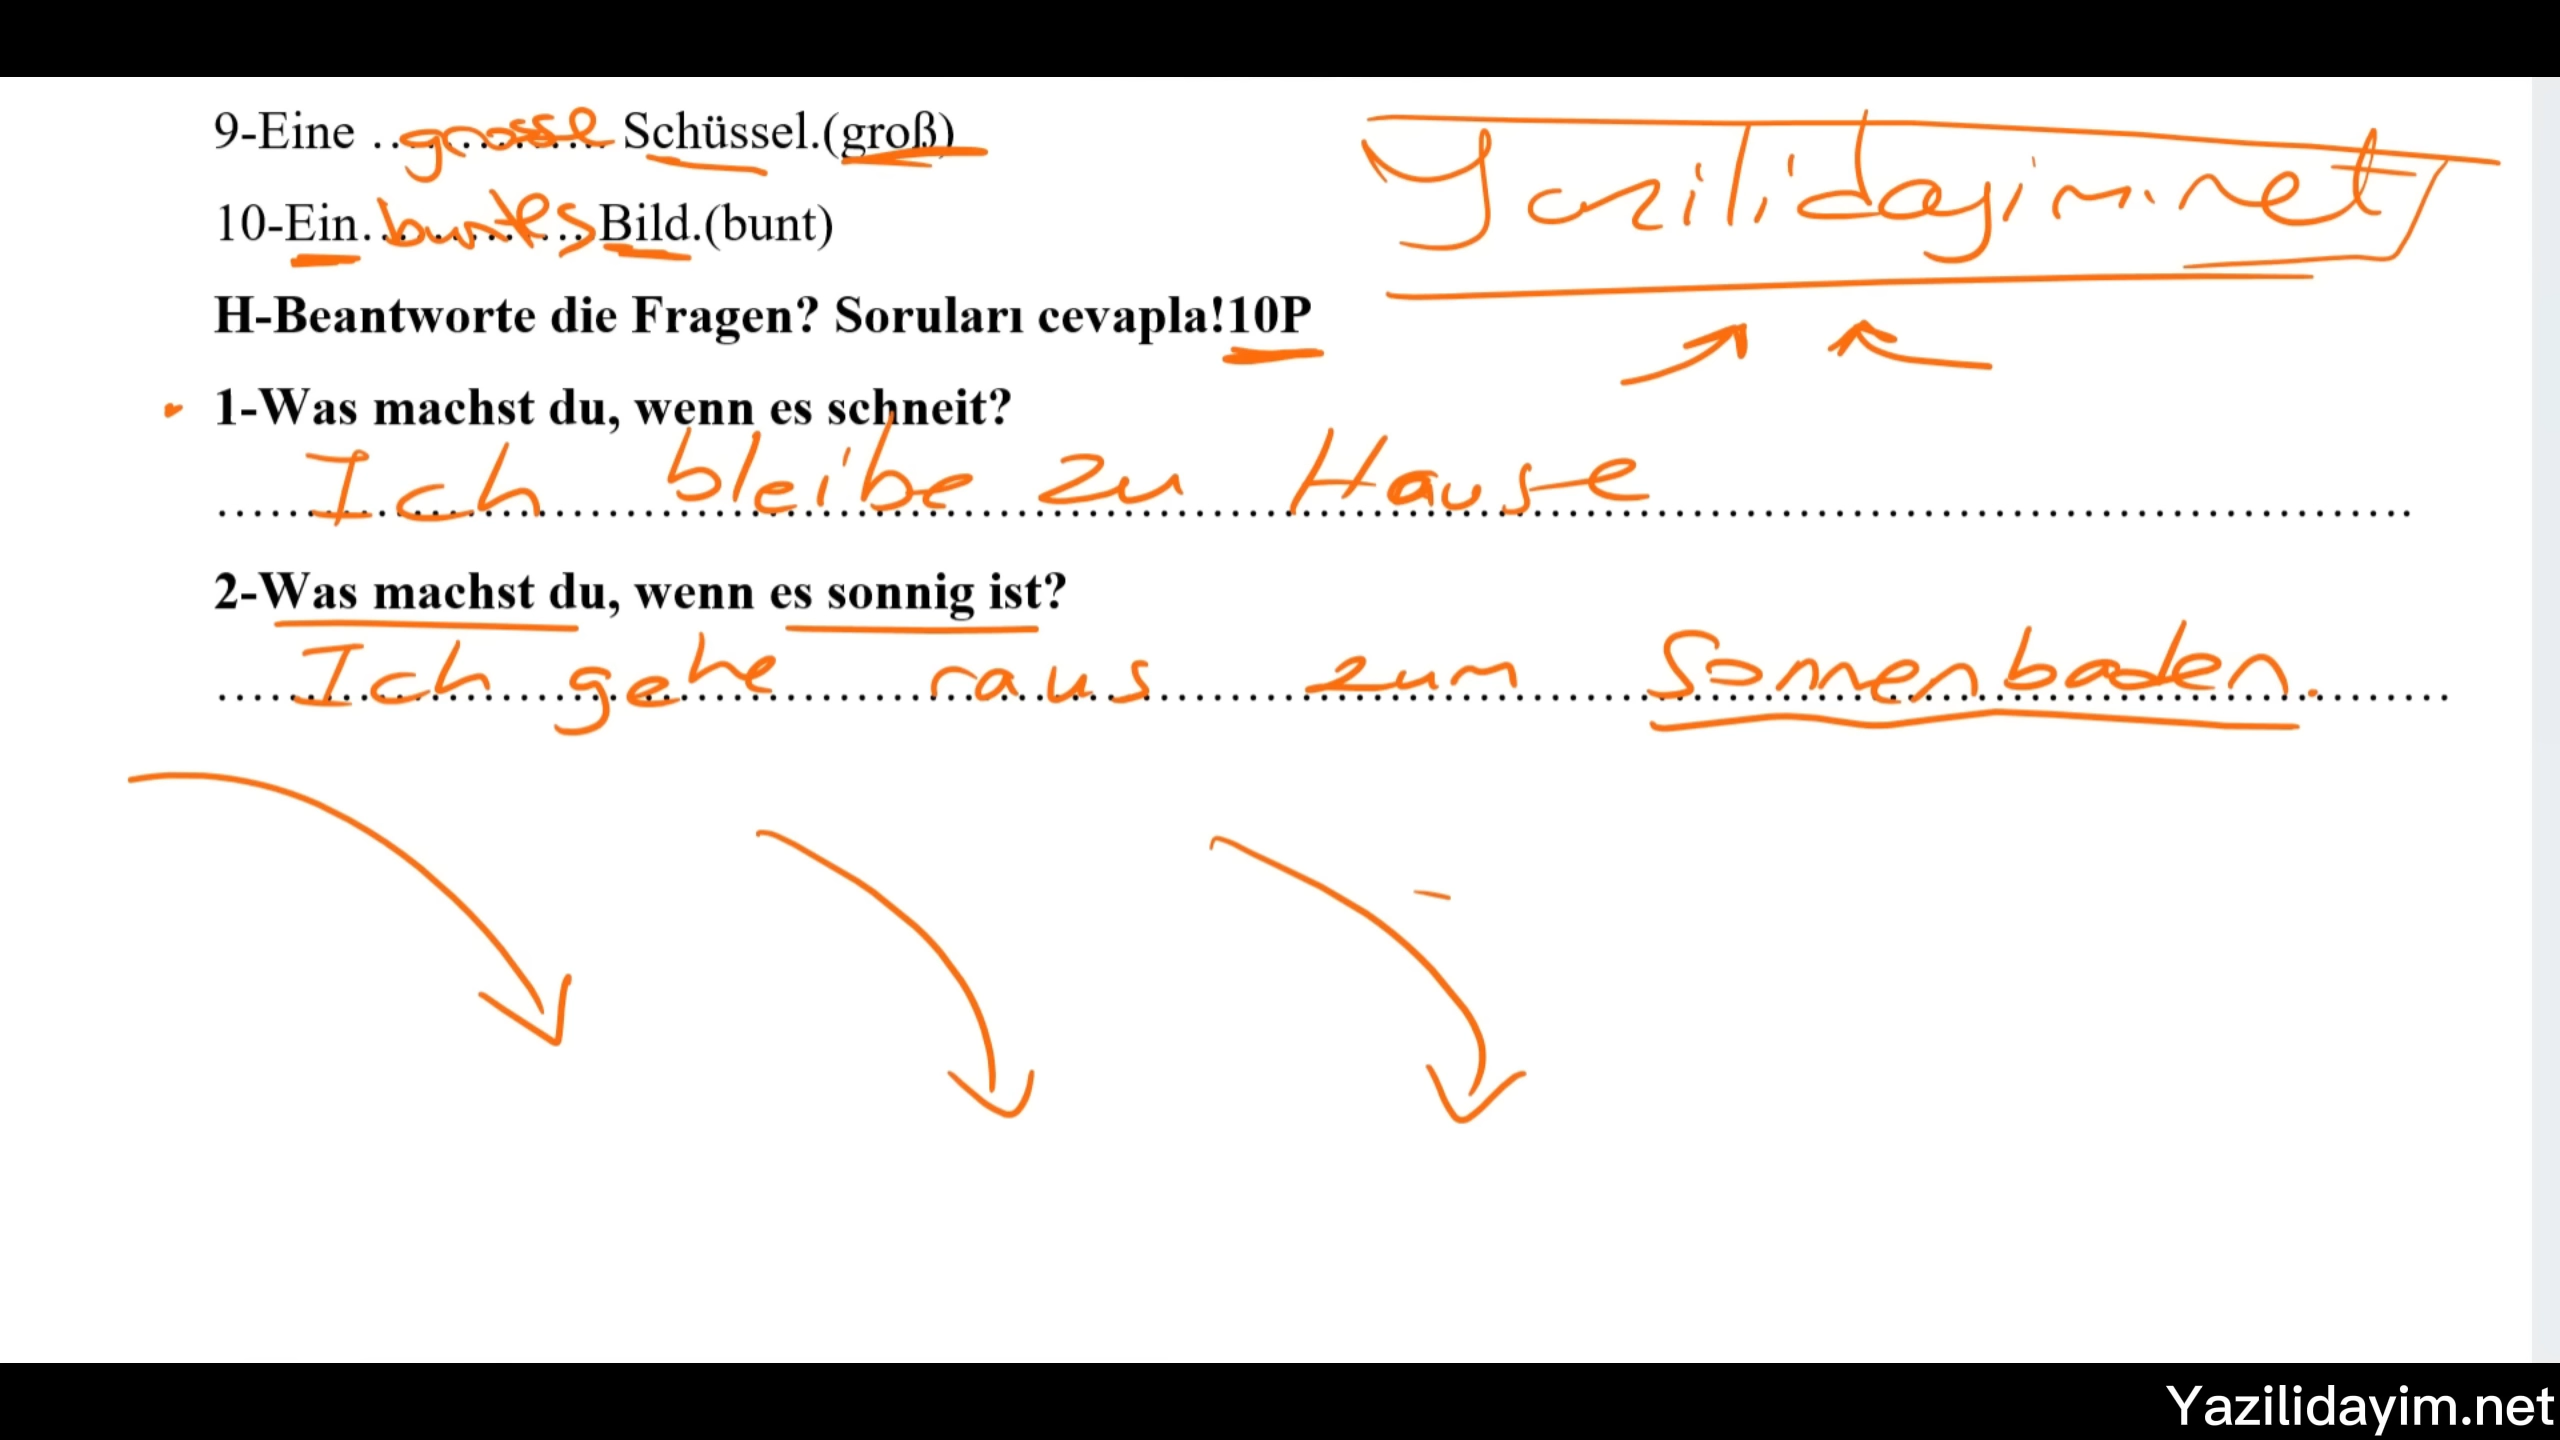 9-Eine ..grosse.. Schüssel.(groß)
Yazilidayim.net
10-Ein.buntes.Bild.(bunt)
H-Beantworte die Fragen? Soruları cevapla!10P
1-Was machst du, wenn es schneit?
Ich bleibe zu Hause
2-Was machst du, wenn es sonnig ist?
Ich gehe raus zum Sonnenbaden.
Yazilidayim.net